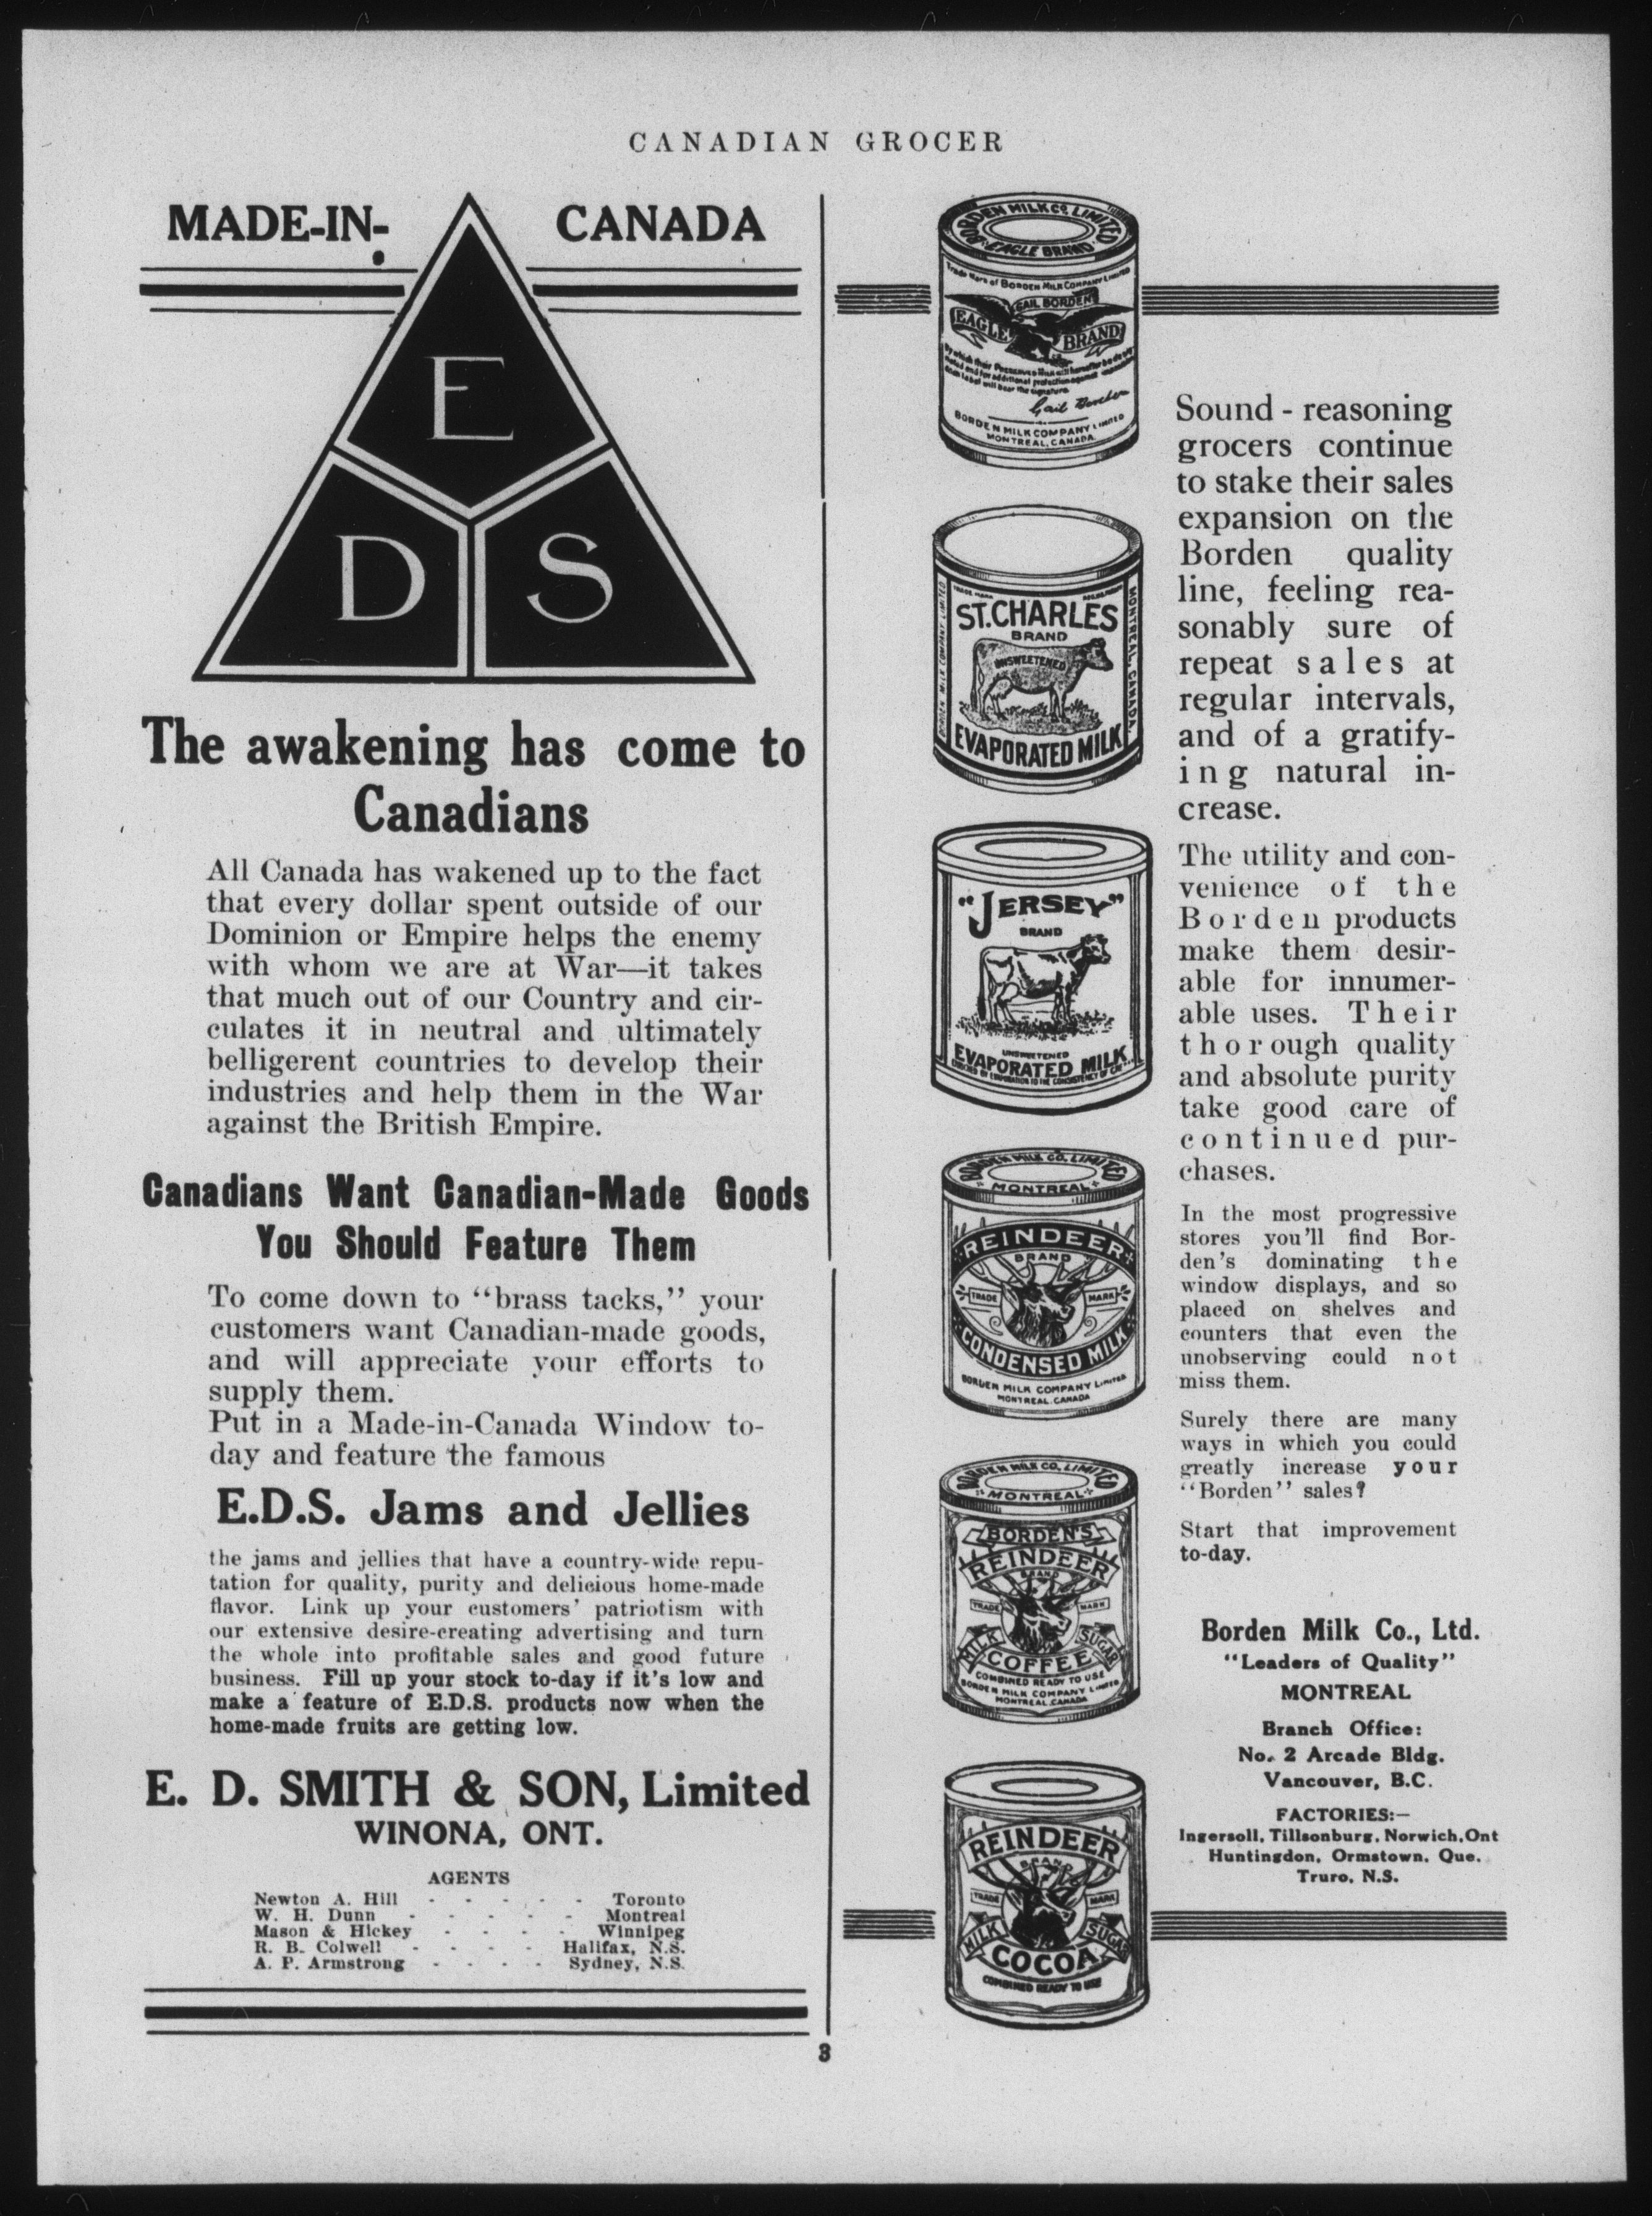 CANADIAN GROCER
MADE-IN- CANADA
E
D S
The awakening has come to
Canadians
All Canada has wakened up to the fact
that every dollar spent outside of our
Dominion or Empire helps the enemy
with whom we are at War—it takes
that much out of our Country and cir-
culates it in neutral and ultimately
belligerent countries to develop their
industries and help them in the War
against the British Empire.
Canadians Want Canadian-Made Goods
You Should Feature Them
To come down to "brass tacks," your
customers want Canadian-made goods,
and will appreciate your efforts to
supply them.
Put in a Made-in-Canada Window to-
day and feature the famous
E.D.S. Jams and Jellies
the jams and jellies that have a country-wide repu-
tation for quality, purity and delicious home-made
flavor. Link up your customers' patriotism with
our extensive desire-creating advertising and turn
the whole into profitable sales and good future
business. Fill up your stock to-day if it's low and
make a feature of E.D.S. products now when the
home-made fruits are getting low.
E. D. SMITH & SON, Limited
WINONA, ONT.
AGENTS
Newton A. Hill - - - - - Toronto
W. H. Dunn - - - - - Montreal
Mason & Hickey - - - - Winnipeg
R. B. Colwell - - - - Halifax, N.S.
A. P. Armstrong - - - - Sydney, N.S.
BORDEN MILK CO. LIMITED
EAGLE BRAND
Trade Mark of BORDEN MILK COMPANY LIMITED
GAIL BORDEN
EAGLE BRAND
Gail Borden
BORDEN MILK COMPANY LIMITED
MONTREAL, CANADA.
ST. CHARLES
BRAND
UNSWEETENED
EVAPORATED MILK
BORDEN MILK COMPANY LIMITED
MONTREAL, CANADA.
"JERSEY"
BRAND
UNSWEETENED
EVAPORATED MILK
BORDEN MILK CO. LIMITED
MONTREAL
REINDEER
BRAND
TRADE MARK
CONDENSED MILK
BORDEN MILK COMPANY LIMITED
MONTREAL, CANADA
BORDEN MILK CO. LIMITED
MONTREAL
BORDEN'S
REINDEER
BRAND
TRADE MARK
MILK SUGAR
COFFEE
COMBINED READY TO USE
BORDEN MILK COMPANY LIMITED
MONTREAL, CANADA
REINDEER
BRAND
TRADE MARK
MILK SUGAR
COCOA
COMBINED READY TO USE
Sound - reasoning
grocers continue
to stake their sales
expansion on the
Borden quality
line, feeling rea-
sonably sure of
repeat sales at
regular intervals,
and of a gratify-
ing natural in-
crease.
The utility and con-
venience of the
Borden products
make them desir-
able for innumer-
able uses. Their
thorough quality
and absolute purity
take good care of
continued pur-
chases.
In the most progressive
stores you'll find Bor-
den's dominating the
window displays, and so
placed on shelves and
counters that even the
unobserving could not
miss them.
Surely there are many
ways in which you could
greatly increase your
"Borden" sales?
Start that improvement
to-day.
Borden Milk Co., Ltd.
"Leaders of Quality"
MONTREAL
Branch Office:
No. 2 Arcade Bldg.
Vancouver, B.C.
FACTORIES:—
Ingersoll, Tillsonburg, Norwich, Ont
Huntingdon, Ormstown, Que.
Truro, N.S.
3